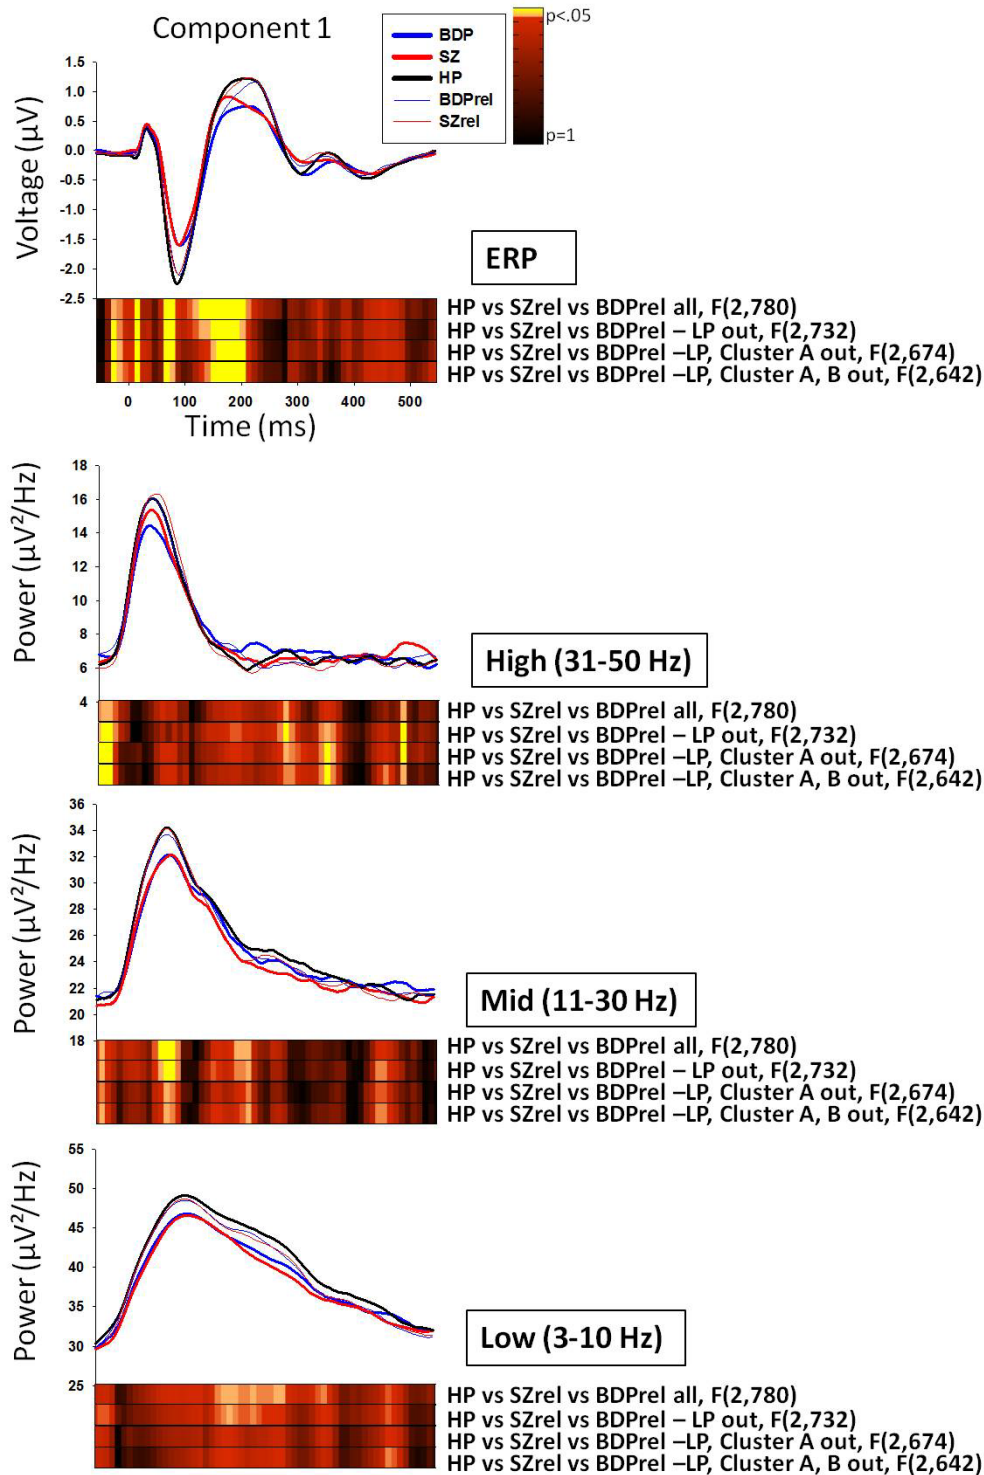 Component 1
BDP
SZ
HP
BDPrel
SZrel
p<.05
p=1
Voltage (µV)
1.5
1.0
0.5
0.0
-0.5
-1.0
-1.5
-2.0
-2.5
ERP
HP vs SZrel vs BDPrel all, F(2,780)
HP vs SZrel vs BDPrel – LP out, F(2,732)
HP vs SZrel vs BDPrel –LP, Cluster A out, F(2,674)
HP vs SZrel vs BDPrel –LP, Cluster A, B out, F(2,642)
0 100 200 300 400 500
Time (ms)
Power (µV²/Hz)
18
16
14
12
10
8
6
4
High (31-50 Hz)
HP vs SZrel vs BDPrel all, F(2,780)
HP vs SZrel vs BDPrel – LP out, F(2,732)
HP vs SZrel vs BDPrel –LP, Cluster A out, F(2,674)
HP vs SZrel vs BDPrel –LP, Cluster A, B out, F(2,642)
Power (µV²/Hz)
36
34
32
30
28
26
24
22
20
18
Mid (11-30 Hz)
HP vs SZrel vs BDPrel all, F(2,780)
HP vs SZrel vs BDPrel – LP out, F(2,732)
HP vs SZrel vs BDPrel –LP, Cluster A out, F(2,674)
HP vs SZrel vs BDPrel –LP, Cluster A, B out, F(2,642)
Power (µV²/Hz)
55
50
45
40
35
30
25
Low (3-10 Hz)
HP vs SZrel vs BDPrel all, F(2,780)
HP vs SZrel vs BDPrel – LP out, F(2,732)
HP vs SZrel vs BDPrel –LP, Cluster A out, F(2,674)
HP vs SZrel vs BDPrel –LP, Cluster A, B out, F(2,642)